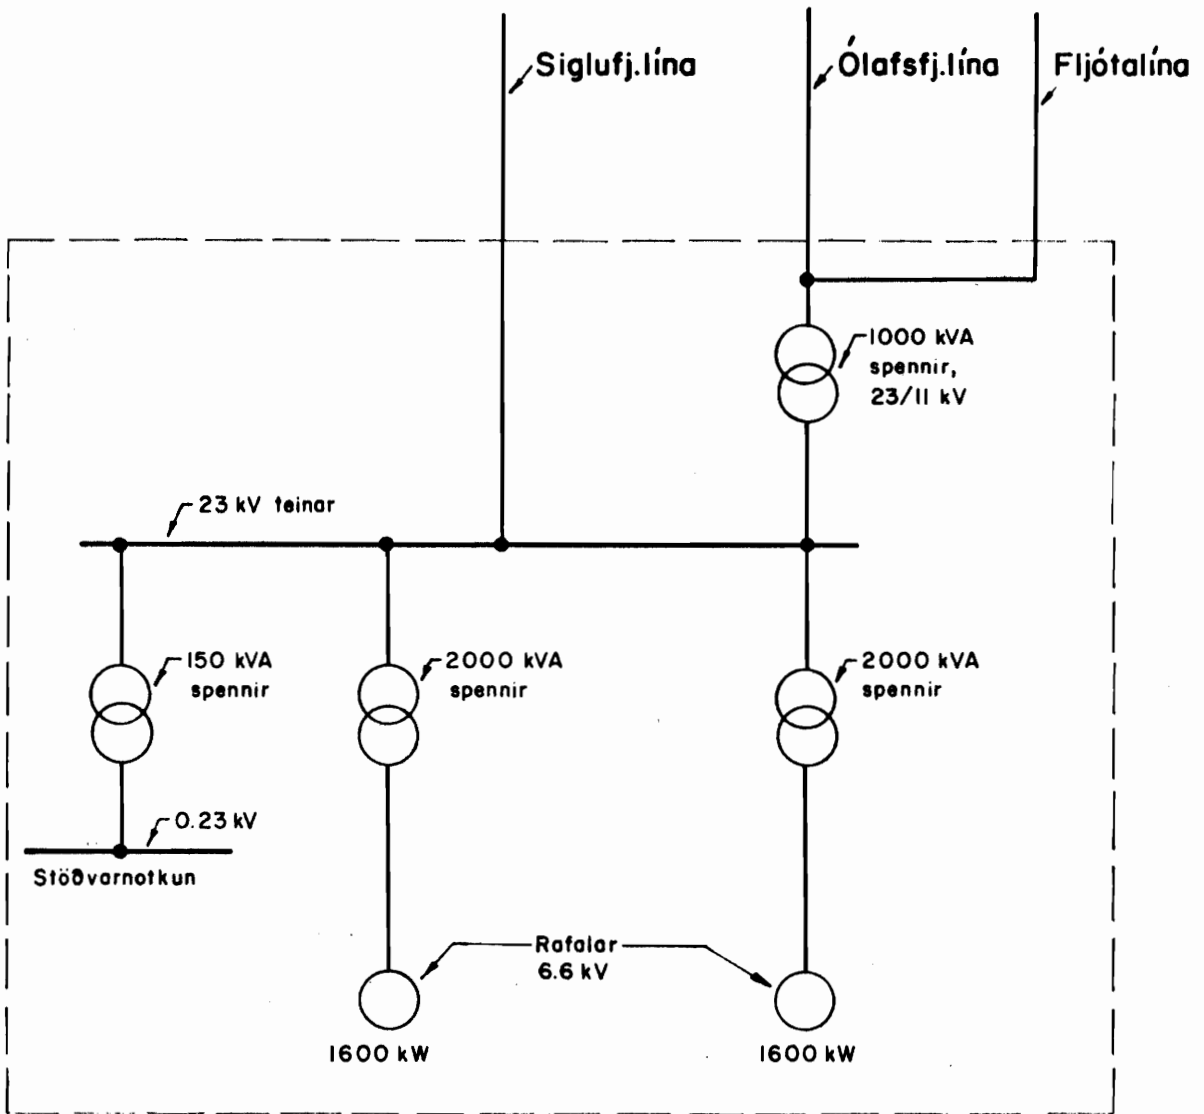 Siglufj.lína
Ólafsfj.lína
Fljótalína
1000 kVA
spennir,
23/11 kV
23 kV teinar
150 kVA
spennir
2000 kVA
spennir
2000 kVA
spennir
0.23 kV
Stöðvarnotkun
Rafalar
6.6 kV
1600 kW
1600 kW